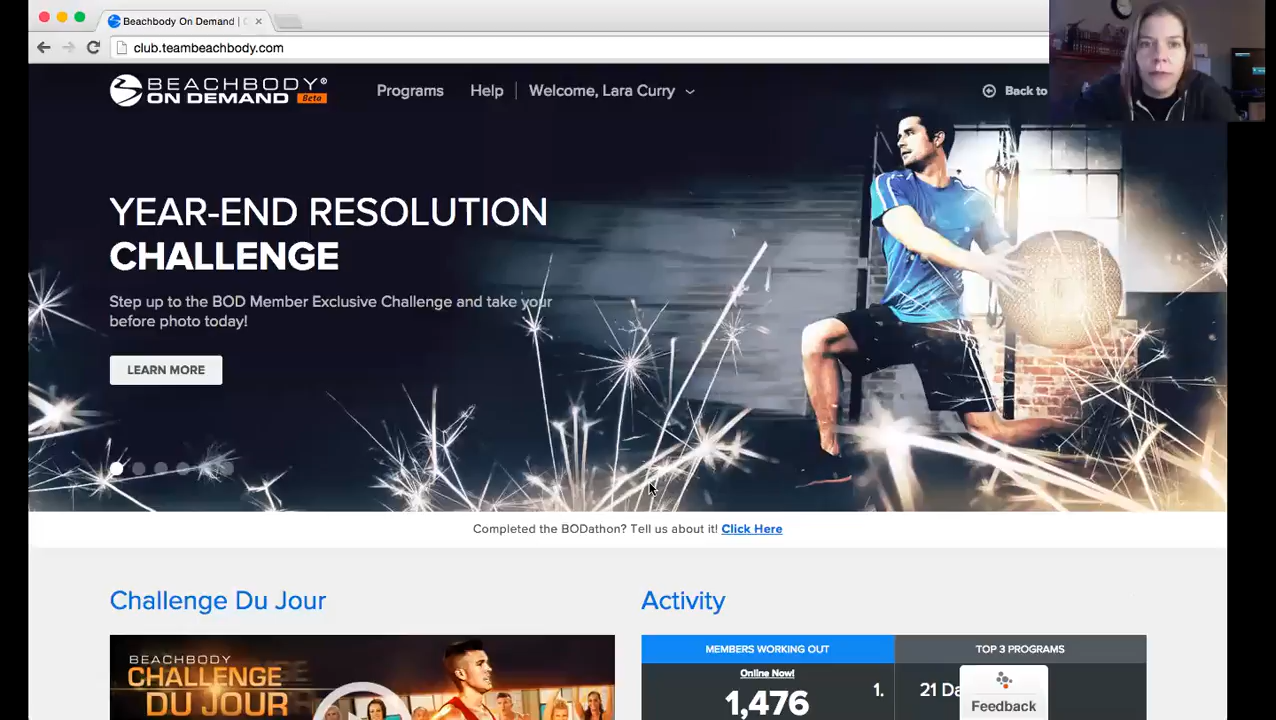 Beachbody On Demand |
club.teambeachbody.com
BEACHBODY®
ON DEMAND Beta
Programs
Help
Welcome, Lara Curry
Back to
YEAR-END RESOLUTION
CHALLENGE
Step up to the BOD Member Exclusive Challenge and take your
before photo today!
LEARN MORE
Completed the BODathon? Tell us about it! Click Here
Challenge Du Jour
Activity
BEACHBODY
CHALLENGE
DU JOUR
MEMBERS WORKING OUT
Online Now!
1,476
TOP 3 PROGRAMS
1. 21 Da
Feedback